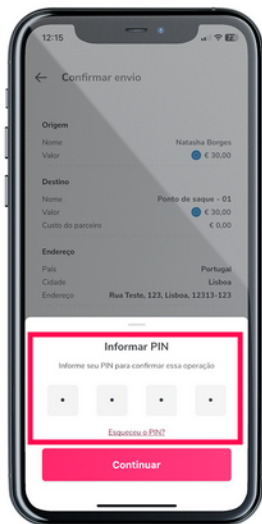 12:15
Confirmar envio
Origem
Nome Natasha Borges
Valor € 30,00
Destino
Nome Ponto de saque - 01
Valor € 30,00
Custo do parceiro € 0,00
Endereço
País Portugal
Cidade Lisboa
Endereço Rua Teste, 123, Lisboa, 12313-123
Informar PIN
Informe seu PIN para confirmar essa operação
Esqueceu o PIN?
Continuar